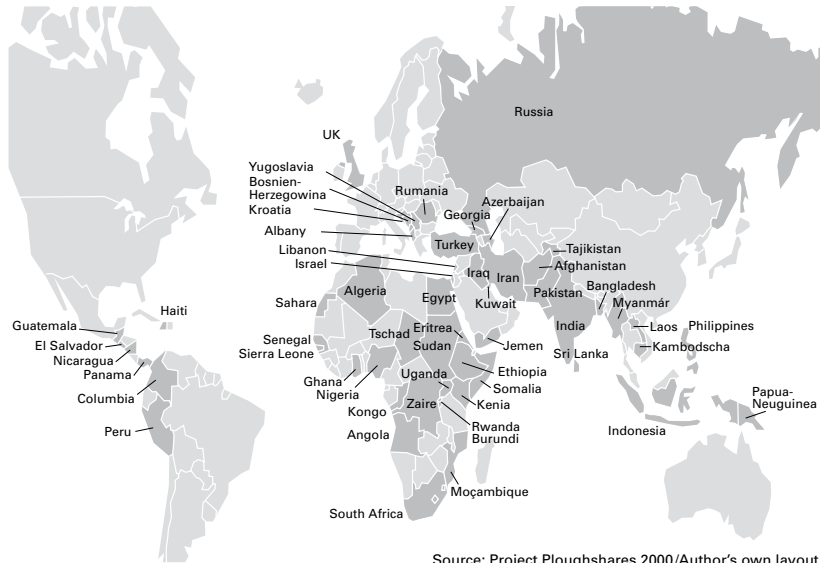 Russia
UK
Yugoslavia
Bosnien-
Herzegowina
Kroatia
Albany
Libanon
Israel
Rumania
Georgia
Azerbaijan
Turkey
Tajikistan
Afghanistan
Iraq
Iran
Kuwait
Pakistan
Bangladesh
Myanmár
India
Laos
Philippines
Kambodscha
Sri Lanka
Algeria
Egypt
Sahara
Haiti
Guatemala
El Salvador
Nicaragua
Panama
Columbia
Peru
Senegal
Sierra Leone
Tschad
Eritrea
Sudan
Jemen
Ethiopia
Somalia
Uganda
Ghana
Nigeria
Kongo
Zaire
Kenia
Rwanda
Burundi
Angola
Moçambique
South Africa
Indonesia
Papua-
Neuguinea
Source: Project Ploughshares 2000/Author's own layout